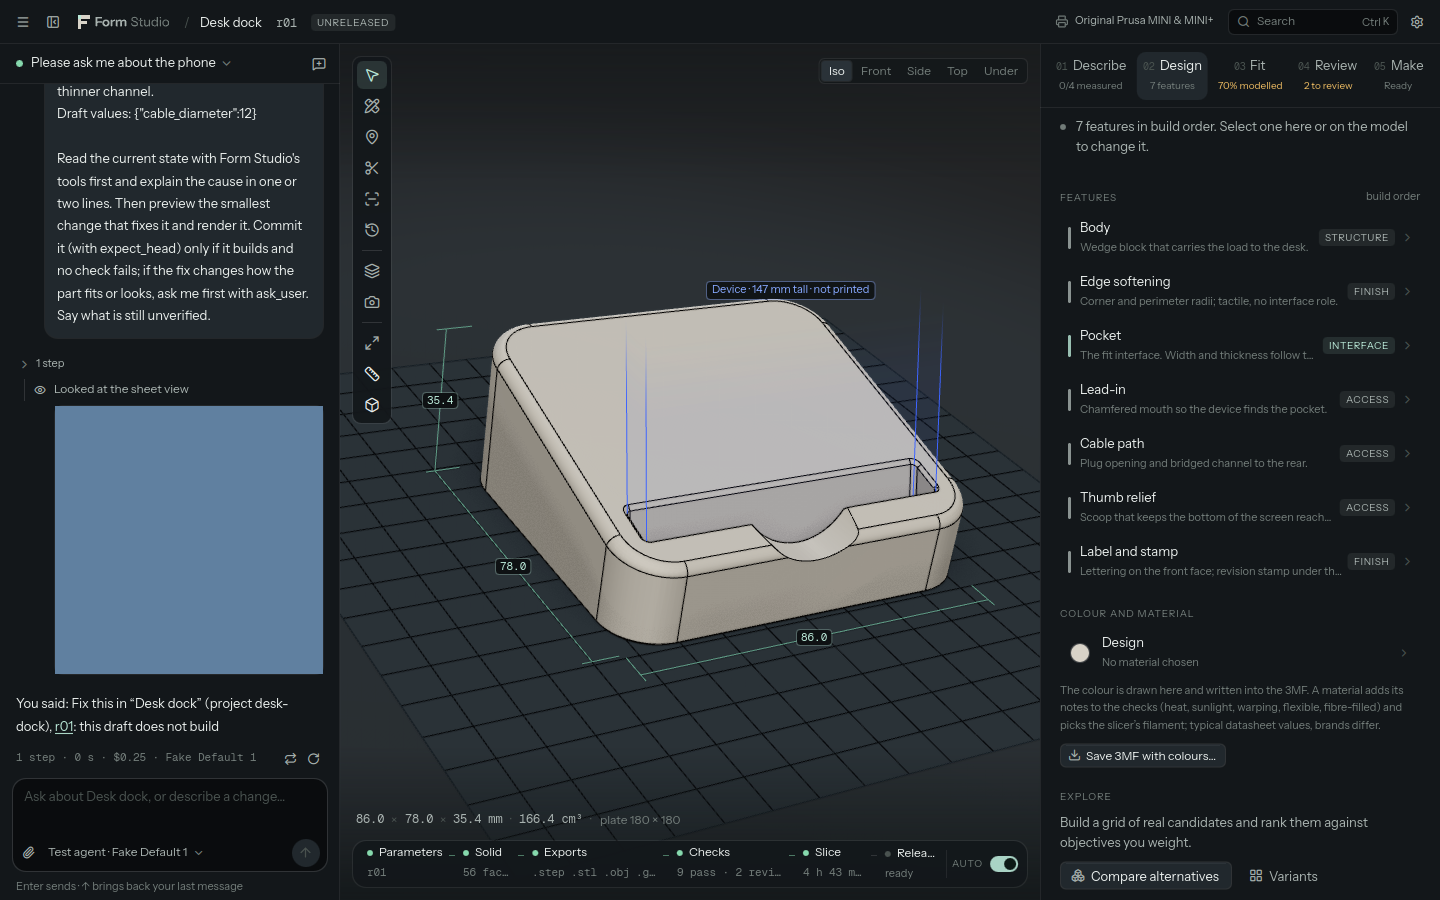 Form Studio / Desk dock r01 UNRELEASED
Original Prusa MINI & MINI+
Search Ctrl K
Please ask me about the phone
thinner channel.
Draft values: {"cable_diameter":12}
Read the current state with Form Studio's
tools first and explain the cause in one or
two lines. Then preview the smallest
change that fixes it and render it. Commit
it (with expect_head) only if it builds and
no check fails; if the fix changes how the
part fits or looks, ask me first with ask_user.
Say what is still unverified.
1 step
Looked at the sheet view
You said: Fix this in “Desk dock” (project desk-
dock), r01: this draft does not build
1 step · 0 s · $0.25 · Fake Default 1
Ask about Desk dock, or describe a change...
Test agent · Fake Default 1
Enter sends · ↑ brings back your last message
Iso Front Side Top Under
Device · 147 mm tall · not printed
35.4
78.0
86.0
86.0 × 78.0 × 35.4 mm · 166.4 cm³ · plate 180 × 180
Parameters
r01
Solid
56 fac…
Exports
.step .stl .obj .g…
Checks
9 pass · 2 revi…
Slice
4 h 43 m…
Relea…
ready
AUTO
01 Describe
0/4 measured
02 Design
7 features
03 Fit
70% modelled
04 Review
2 to review
05 Make
Ready
7 features in build order. Select one here or on the model
to change it.
FEATURES build order
Body
Wedge block that carries the load to the desk.
STRUCTURE
Edge softening
Corner and perimeter radii; tactile, no interface role.
FINISH
Pocket
The fit interface. Width and thickness follow t…
INTERFACE
Lead-in
Chamfered mouth so the device finds the pocket.
ACCESS
Cable path
Plug opening and bridged channel to the rear.
ACCESS
Thumb relief
Scoop that keeps the bottom of the screen reach…
ACCESS
Label and stamp
Lettering on the front face; revision stamp under th…
FINISH
COLOUR AND MATERIAL
Design
No material chosen
The colour is drawn here and written into the 3MF. A material adds its
notes to the checks (heat, sunlight, warping, flexible, fibre-filled) and
picks the slicer's filament; typical datasheet values, brands differ.
Save 3MF with colours…
EXPLORE
Build a grid of real candidates and rank them against
objectives you weight.
Compare alternatives
Variants